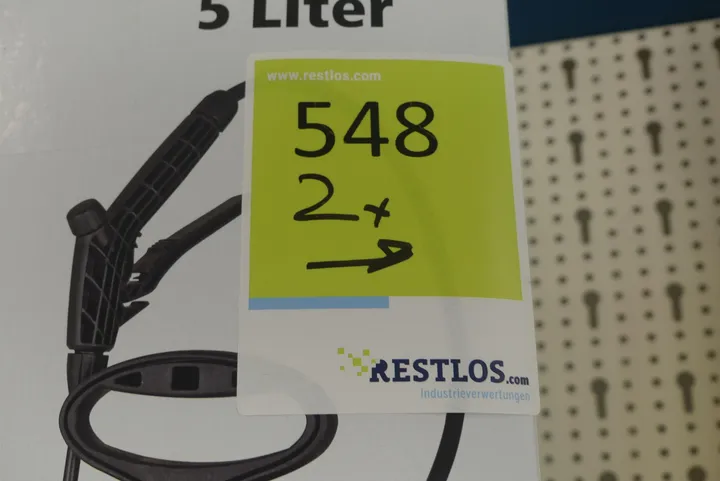 5 Liter
www.restlos.com
548
2x
→
RESTLOS.com
Industrieverwertungen